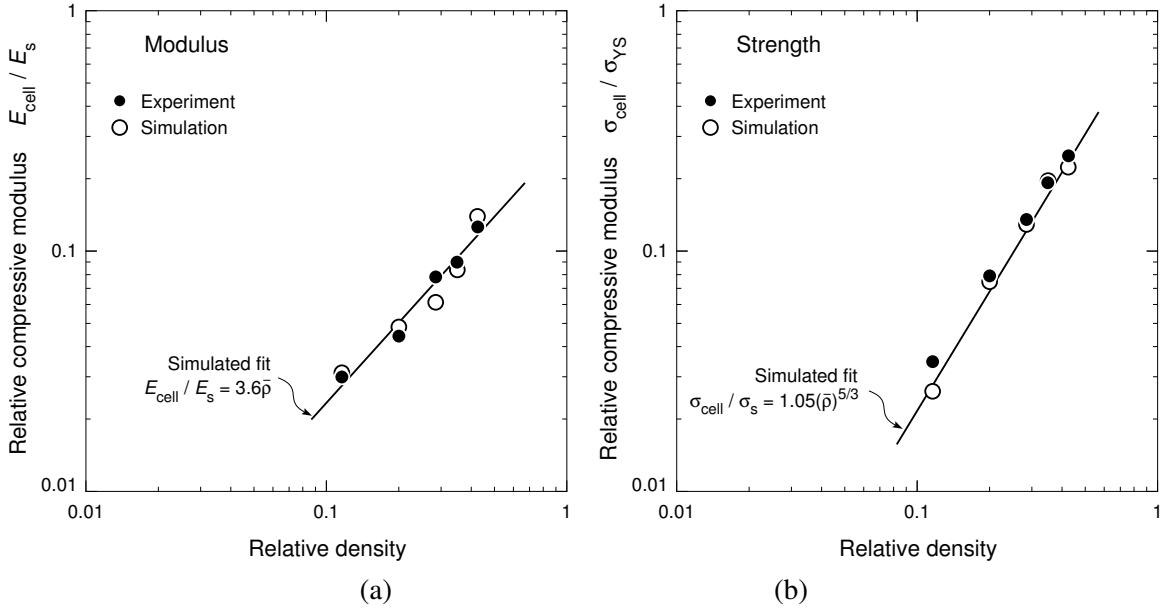 Modulus
Experiment
Simulation
Relative compressive modulus E_cell / E_s
1
0.1
0.01
Simulated fit
E_cell / E_s = 3.6ρ̄
0.01
0.1
1
Relative density
(a)
Strength
Experiment
Simulation
Relative compressive modulus σ_cell / σ_YS
1
0.1
0.01
Simulated fit
σ_cell / σ_s = 1.05(ρ̄)^5/3
0.01
0.1
1
Relative density
(b)